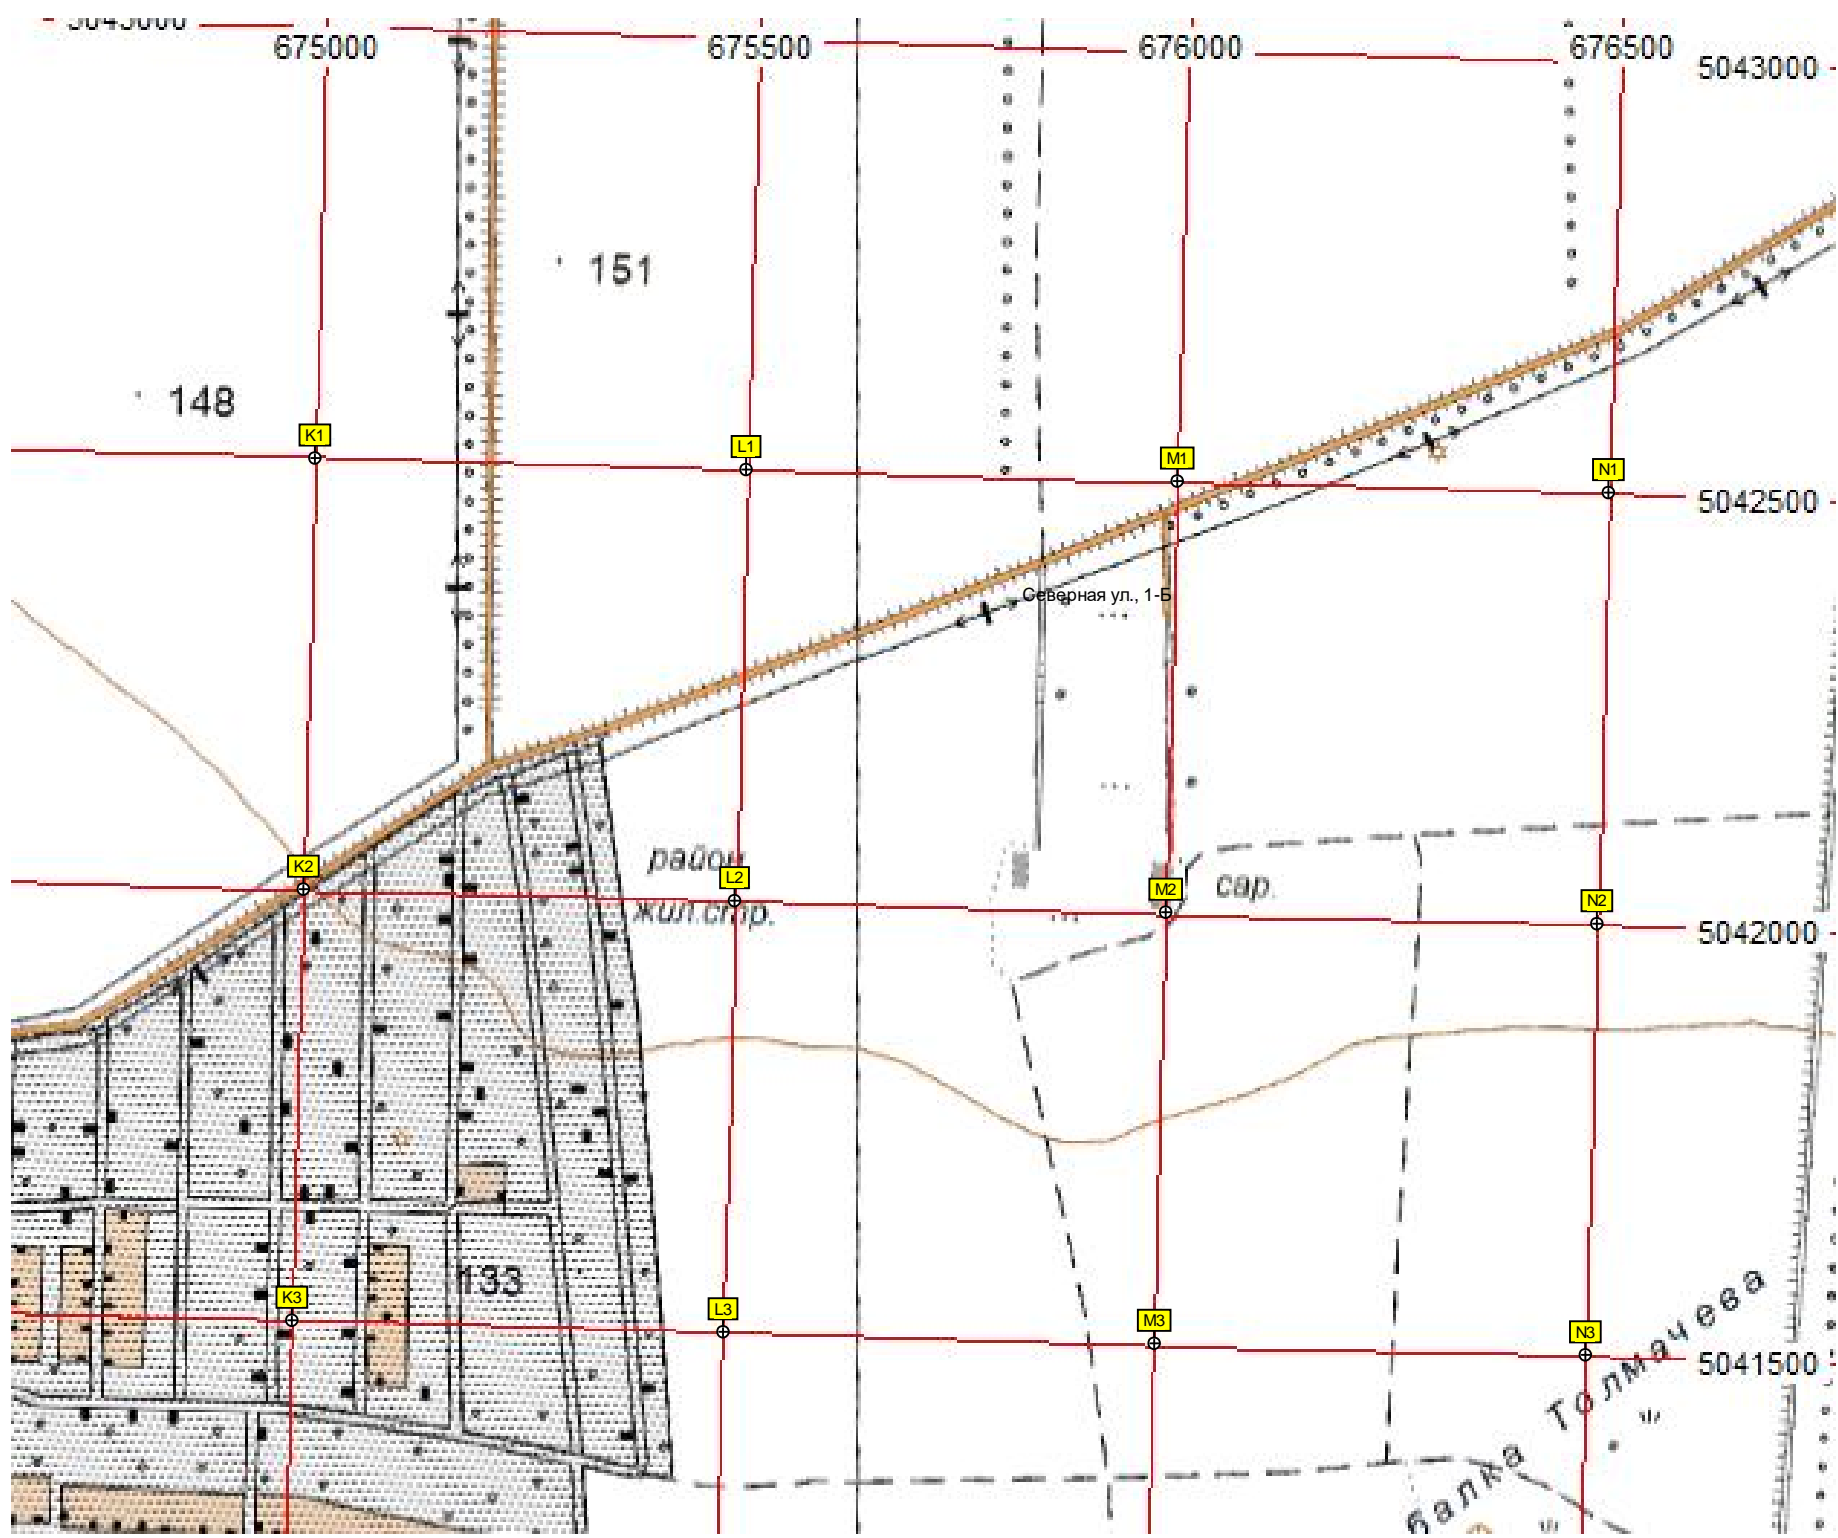 5043000
675000
675500
676000
676500
5043000
151
148
K1
L1
M1
N1
5042500
Северная ул., 1-Б
район
жил.стр.
K2
L2
M2
сар.
N2
5042000
133
K3
L3
M3
N3
5041500
балка Толмачева